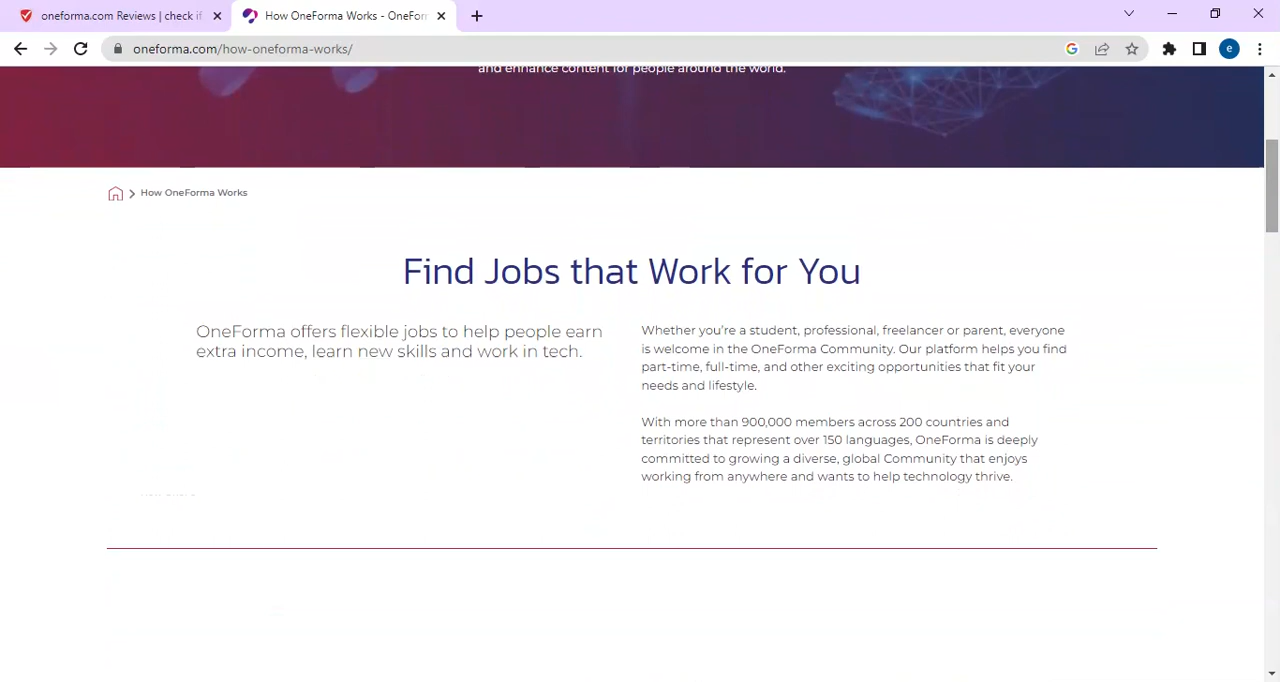 oneforma.com Reviews | check if
How OneForma Works - OneForm
oneforma.com/how-oneforma-works/
e
and enhance content for people around the world.
How OneForma Works
Find Jobs that Work for You
OneForma offers flexible jobs to help people earn
extra income, learn new skills and work in tech.
Whether you're a student, professional, freelancer or parent, everyone
is welcome in the OneForma Community. Our platform helps you find
part-time, full-time, and other exciting opportunities that fit your
needs and lifestyle.
With more than 900,000 members across 200 countries and
territories that represent over 150 languages, OneForma is deeply
committed to growing a diverse, global Community that enjoys
working from anywhere and wants to help technology thrive.